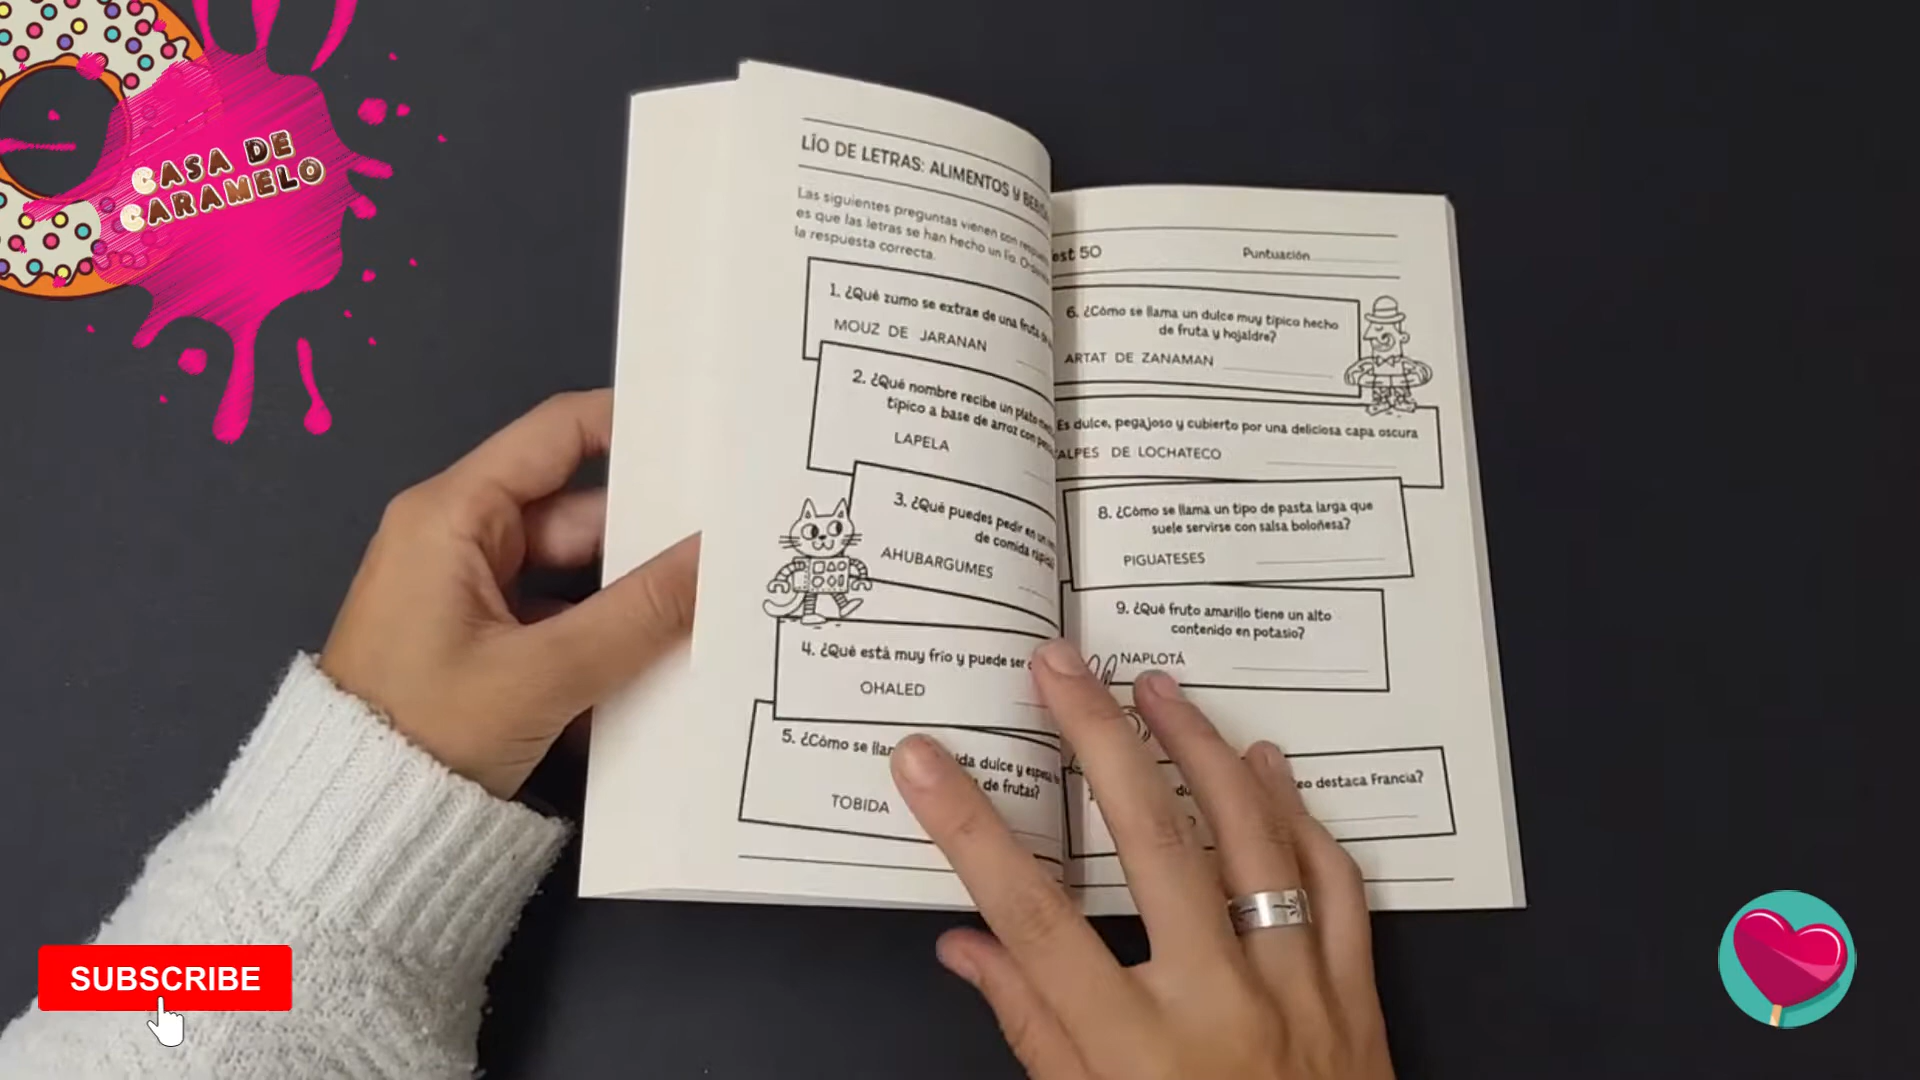 CASA DE
CARAMELO
LÍO DE LETRAS: ALIMENTOS Y
Las siguientes preguntas vienen con
es que las letras se han hecho un lío.
la respuesta correcta.
1. ¿Qué zumo se extrae de una fruta de
MOUZ DE JARANAN
2. ¿Qué nombre recibe un plato
típico a base de arroz con
LAPELA
3. ¿Qué puedes pedir en un
de comida
AHUBARGUMES
4. ¿Qué está muy frío y puede ser
OHALED
5. ¿Cómo se dulce y
de frutas?
TOBIDA
50 Puntuación
6. ¿Cómo se llama un dulce muy típico hecho
de fruta y hojaldre?
ARTAT DE ZANAMAN
Es dulce, pegajoso y cubierto por una deliciosa capa oscura
ALPES DE LOCHATECO
8. ¿Cómo se llama un tipo de pasta larga que
suele servirse con salsa boloñesa?
PIGUATESES
9. ¿Qué fruto amarillo tiene un alto
contenido en potasio?
NAPLOTÁ
destaca Francia?
SUBSCRIBE